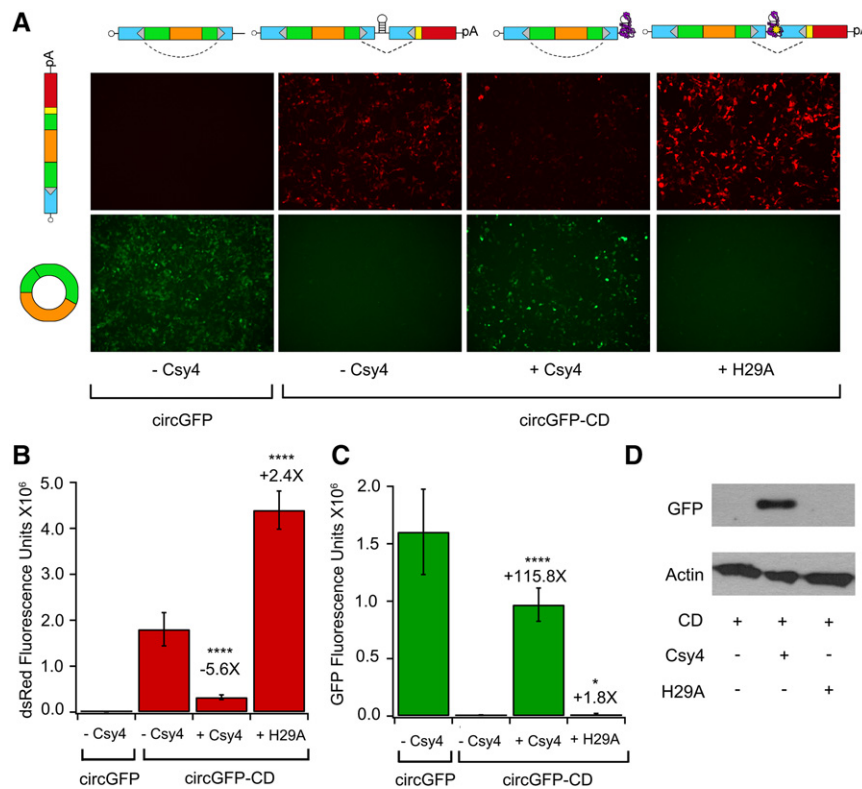 A
pA
pA
pA
- Csy4
- Csy4
+ Csy4
+ H29A
circGFP
circGFP-CD
B
dsRed Fluorescence Units X10⁶
5.0
4.0
3.0
2.0
1.0
0.0
****
-5.6X
****
+2.4X
- Csy4
- Csy4
+ Csy4
+ H29A
circGFP
circGFP-CD
C
GFP Fluorescence Units X10⁶
2.0
1.5
1.0
0.5
0.0
****
+115.8X
*
+1.8X
- Csy4
- Csy4
+ Csy4
+ H29A
circGFP
circGFP-CD
D
GFP
Actin
CD + + +
Csy4 - + -
H29A - - +